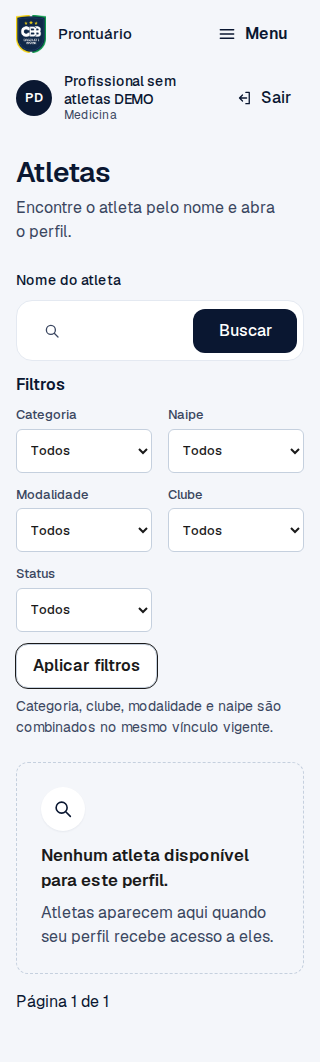 CBB
Prontuário
Menu
PD
Profissional sem
atletas DEMO
Medicina
Sair
Atletas
Encontre o atleta pelo nome e abra
o perfil.
Nome do atleta
Buscar
Filtros
Categoria
Naipe
Todos
Todos
Modalidade
Clube
Todos
Todos
Status
Todos
Aplicar filtros
Categoria, clube, modalidade e naipe são
combinados no mesmo vínculo vigente.
Nenhum atleta disponível
para este perfil.
Atletas aparecem aqui quando
seu perfil recebe acesso a eles.
Página 1 de 1